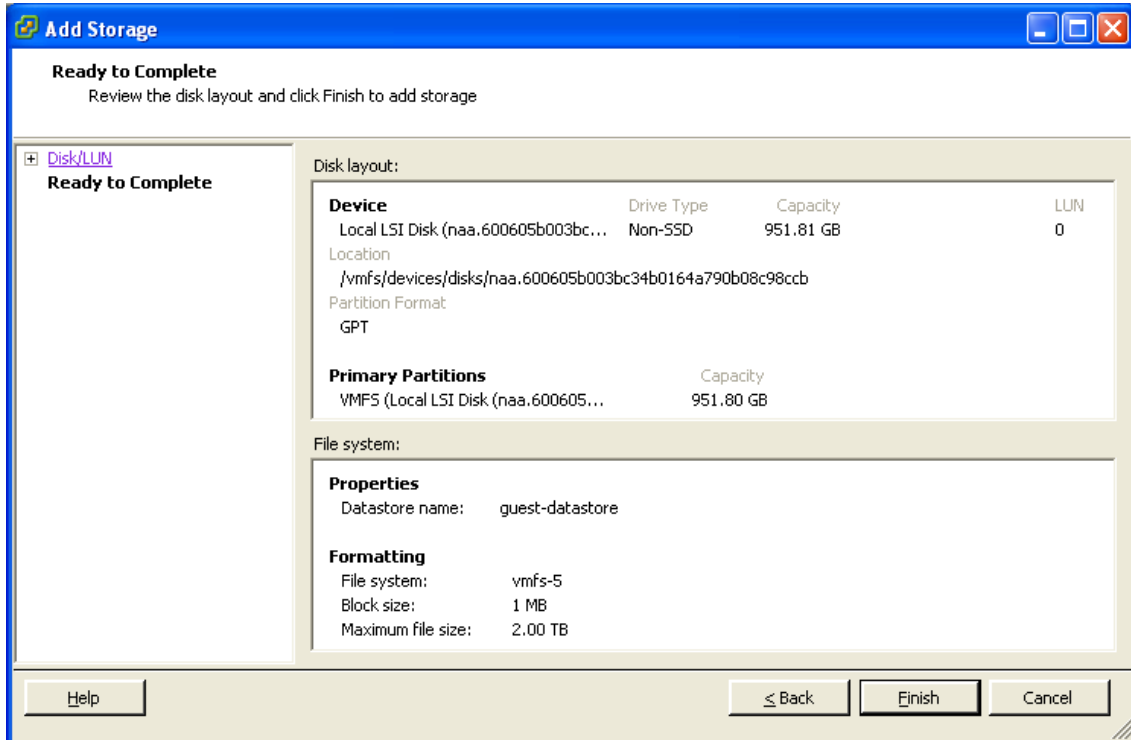 Add Storage
Ready to Complete
Review the disk layout and click Finish to add storage
Disk/LUN
Ready to Complete
Disk layout:
Device Drive Type Capacity LUN
Local LSI Disk (naa.600605b003bc... Non-SSD 951.81 GB 0
Location
/vmfs/devices/disks/naa.600605b003bc34b0164a790b08c98ccb
Partition Format
GPT
Primary Partitions Capacity
VMFS (Local LSI Disk (naa.600605... 951.80 GB
File system:
Properties
Datastore name: guest-datastore
Formatting
File system: vmfs-5
Block size: 1 MB
Maximum file size: 2.00 TB
Help < Back Finish Cancel